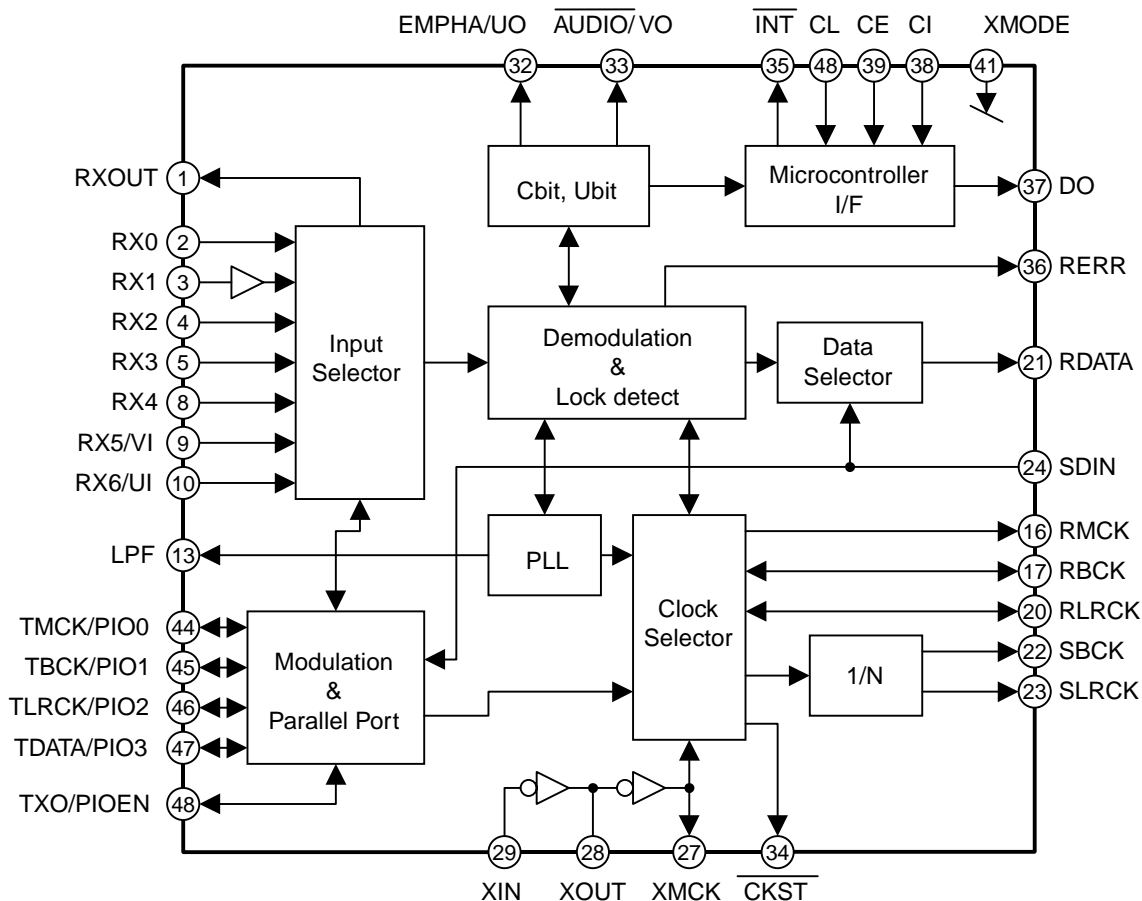 EMPHA/UO AUDIO/VO INT CL CE CI XMODE
32 33 35 48 39 38 41
RXOUT 1
Cbit, Ubit
Microcontroller
I/F
37 DO
RX0 2
RX1 3
RX2 4
RX3 5
RX4 8
RX5/VI 9
RX6/UI 10
Input
Selector
36 RERR
Demodulation
&
Lock detect
Data
Selector
21 RDATA
24 SDIN
LPF 13
PLL
Clock
Selector
16 RMCK
17 RBCK
20 RLRCK
22 SBCK
23 SLRCK
1/N
TMCK/PIO0 44
TBCK/PIO1 45
TLRCK/PIO2 46
TDATA/PIO3 47
TXO/PIOEN 48
Modulation
&
Parallel Port
29 28 27 34
XIN XOUT XMCK CKST